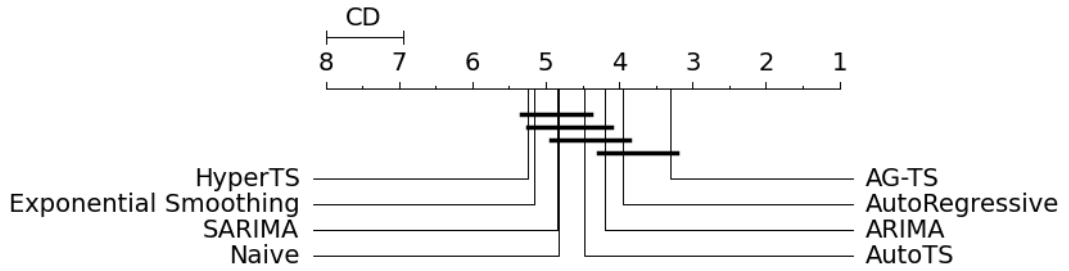 CD
8 7 6 5 4 3 2 1
HyperTS AG-TS
Exponential Smoothing AutoRegressive
SARIMA ARIMA
Naive AutoTS